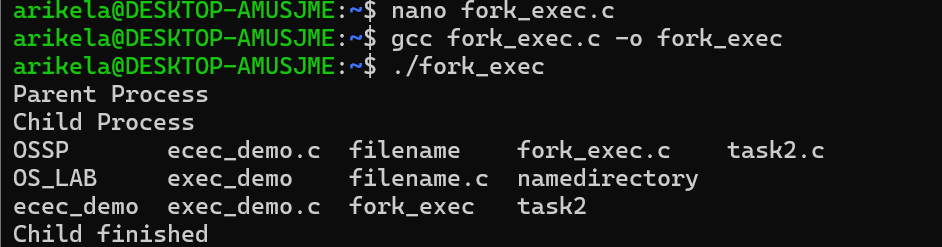 arikela@DESKTOP-AMUSJME:~$ nano fork_exec.c
arikela@DESKTOP-AMUSJME:~$ gcc fork_exec.c -o fork_exec
arikela@DESKTOP-AMUSJME:~$ ./fork_exec
Parent Process
Child Process
OSSP       ecec_demo.c  filename    fork_exec.c    task2.c
OS_LAB     exec_demo    filename.c  namedirectory
ecec_demo  exec_demo.c  fork_exec   task2
Child finished